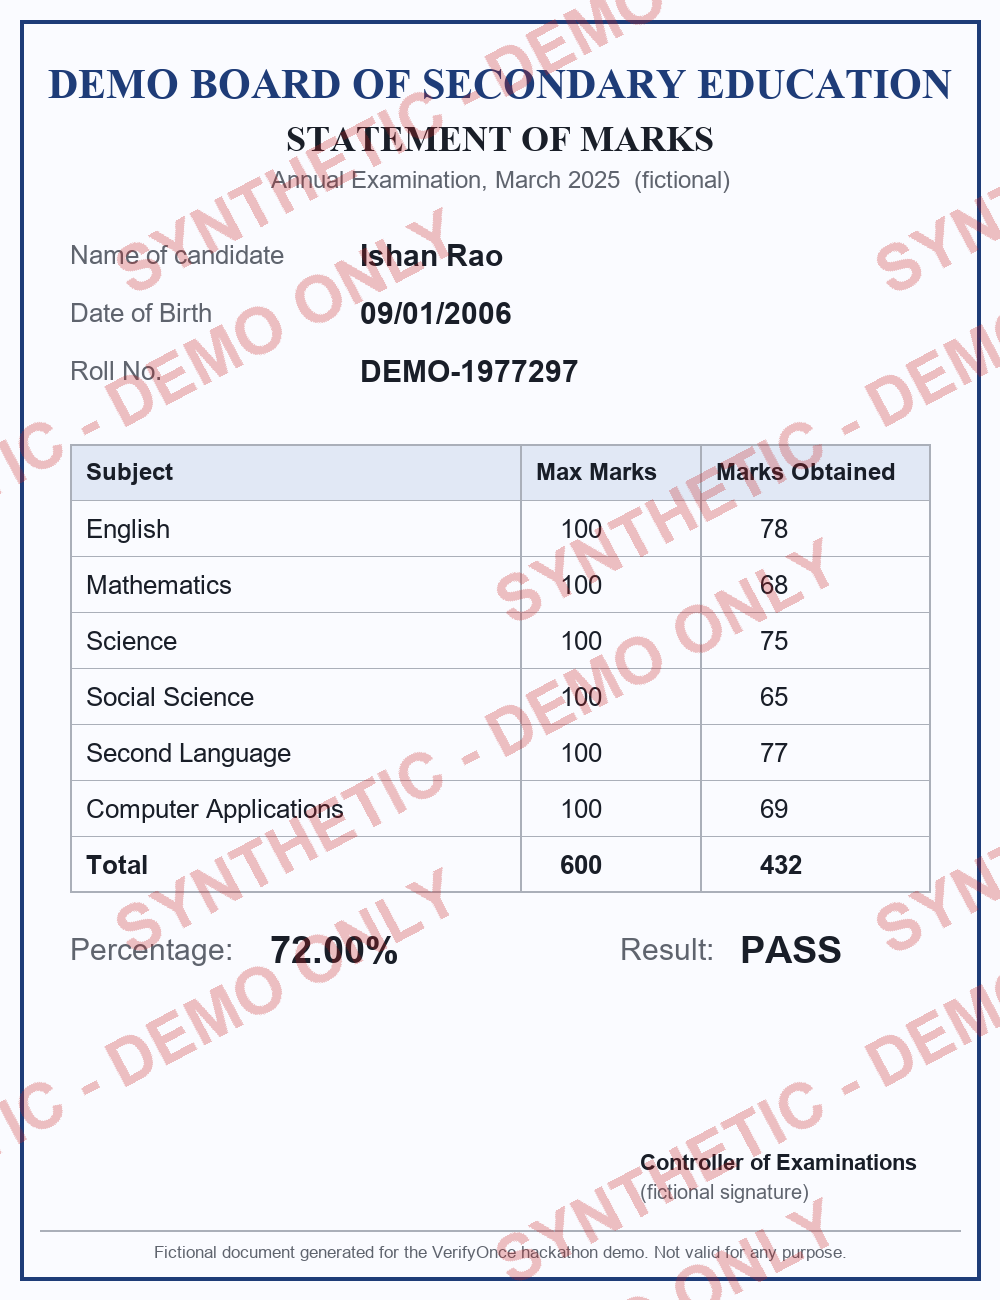 DEMO BOARD OF SECONDARY EDUCATION
STATEMENT OF MARKS
Annual Examination, March 2025 (fictional)
Name of candidate Ishan Rao
Date of Birth 09/01/2006
Roll No. DEMO-1977297
Subject Max Marks Marks Obtained
English 100 78
Mathematics 100 68
Science 100 75
Social Science 100 65
Second Language 100 77
Computer Applications 100 69
Total 600 432
Percentage: 72.00% Result: PASS
Controller of Examinations
(fictional signature)
Fictional document generated for the VerifyOnce hackathon demo. Not valid for any purpose.
SYNTHETIC - DEMO ONLY